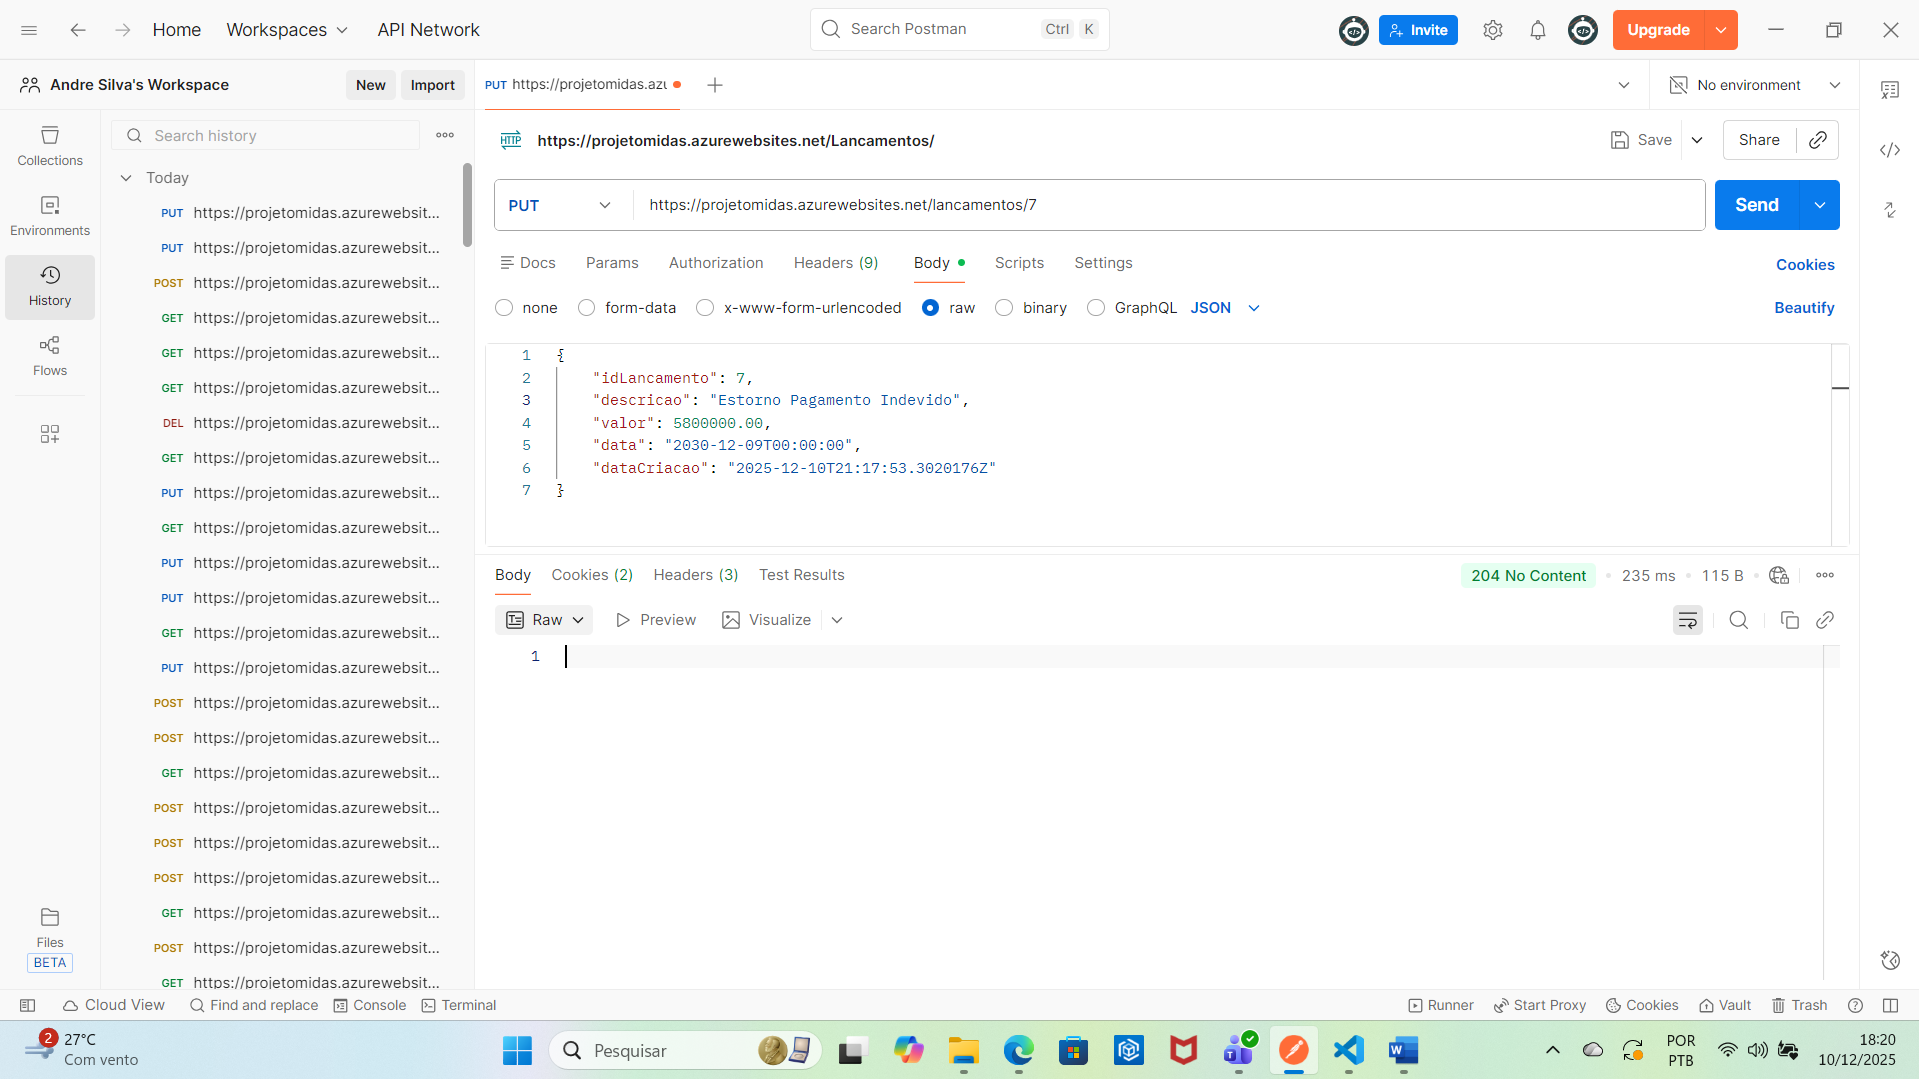 Home
Workspaces
API Network
Search Postman
Ctrl
K
Invite
Upgrade
Andre Silva's Workspace
New
Import
PUT https://projetomidas.azu
No environment
Collections
Environments
History
Flows
Files
BETA
Search history
Today
PUT https://projetomidas.azurewebsit...
PUT https://projetomidas.azurewebsit...
POST https://projetomidas.azurewebsit...
GET https://projetomidas.azurewebsit...
GET https://projetomidas.azurewebsit...
GET https://projetomidas.azurewebsit...
DEL https://projetomidas.azurewebsit...
GET https://projetomidas.azurewebsit...
PUT https://projetomidas.azurewebsit...
GET https://projetomidas.azurewebsit...
PUT https://projetomidas.azurewebsit...
PUT https://projetomidas.azurewebsit...
GET https://projetomidas.azurewebsit...
PUT https://projetomidas.azurewebsit...
POST https://projetomidas.azurewebsit...
POST https://projetomidas.azurewebsit...
GET https://projetomidas.azurewebsit...
POST https://projetomidas.azurewebsit...
POST https://projetomidas.azurewebsit...
POST https://projetomidas.azurewebsit...
GET https://projetomidas.azurewebsit...
POST https://projetomidas.azurewebsit...
GET https://projetomidas.azurewebsit...
HTTP https://projetomidas.azurewebsites.net/Lancamentos/
Save
Share
PUT https://projetomidas.azurewebsites.net/lancamentos/7
Send
Docs Params Authorization Headers (9) Body Scripts Settings
Cookies
none form-data x-www-form-urlencoded raw binary GraphQL JSON
Beautify
1 {
2 "idLancamento": 7,
3 "descricao": "Estorno Pagamento Indevido",
4 "valor": 5800000.00,
5 "data": "2030-12-09T00:00:00",
6 "dataCriacao": "2025-12-10T21:17:53.3020176Z"
7 }
Body Cookies (2) Headers (3) Test Results
204 No Content 235 ms 115 B
Raw Preview Visualize
1
Cloud View Find and replace Console Terminal
Runner Start Proxy Cookies Vault Trash
2
27°C
Com vento
Pesquisar
POR
PTB
18:20
10/12/2025